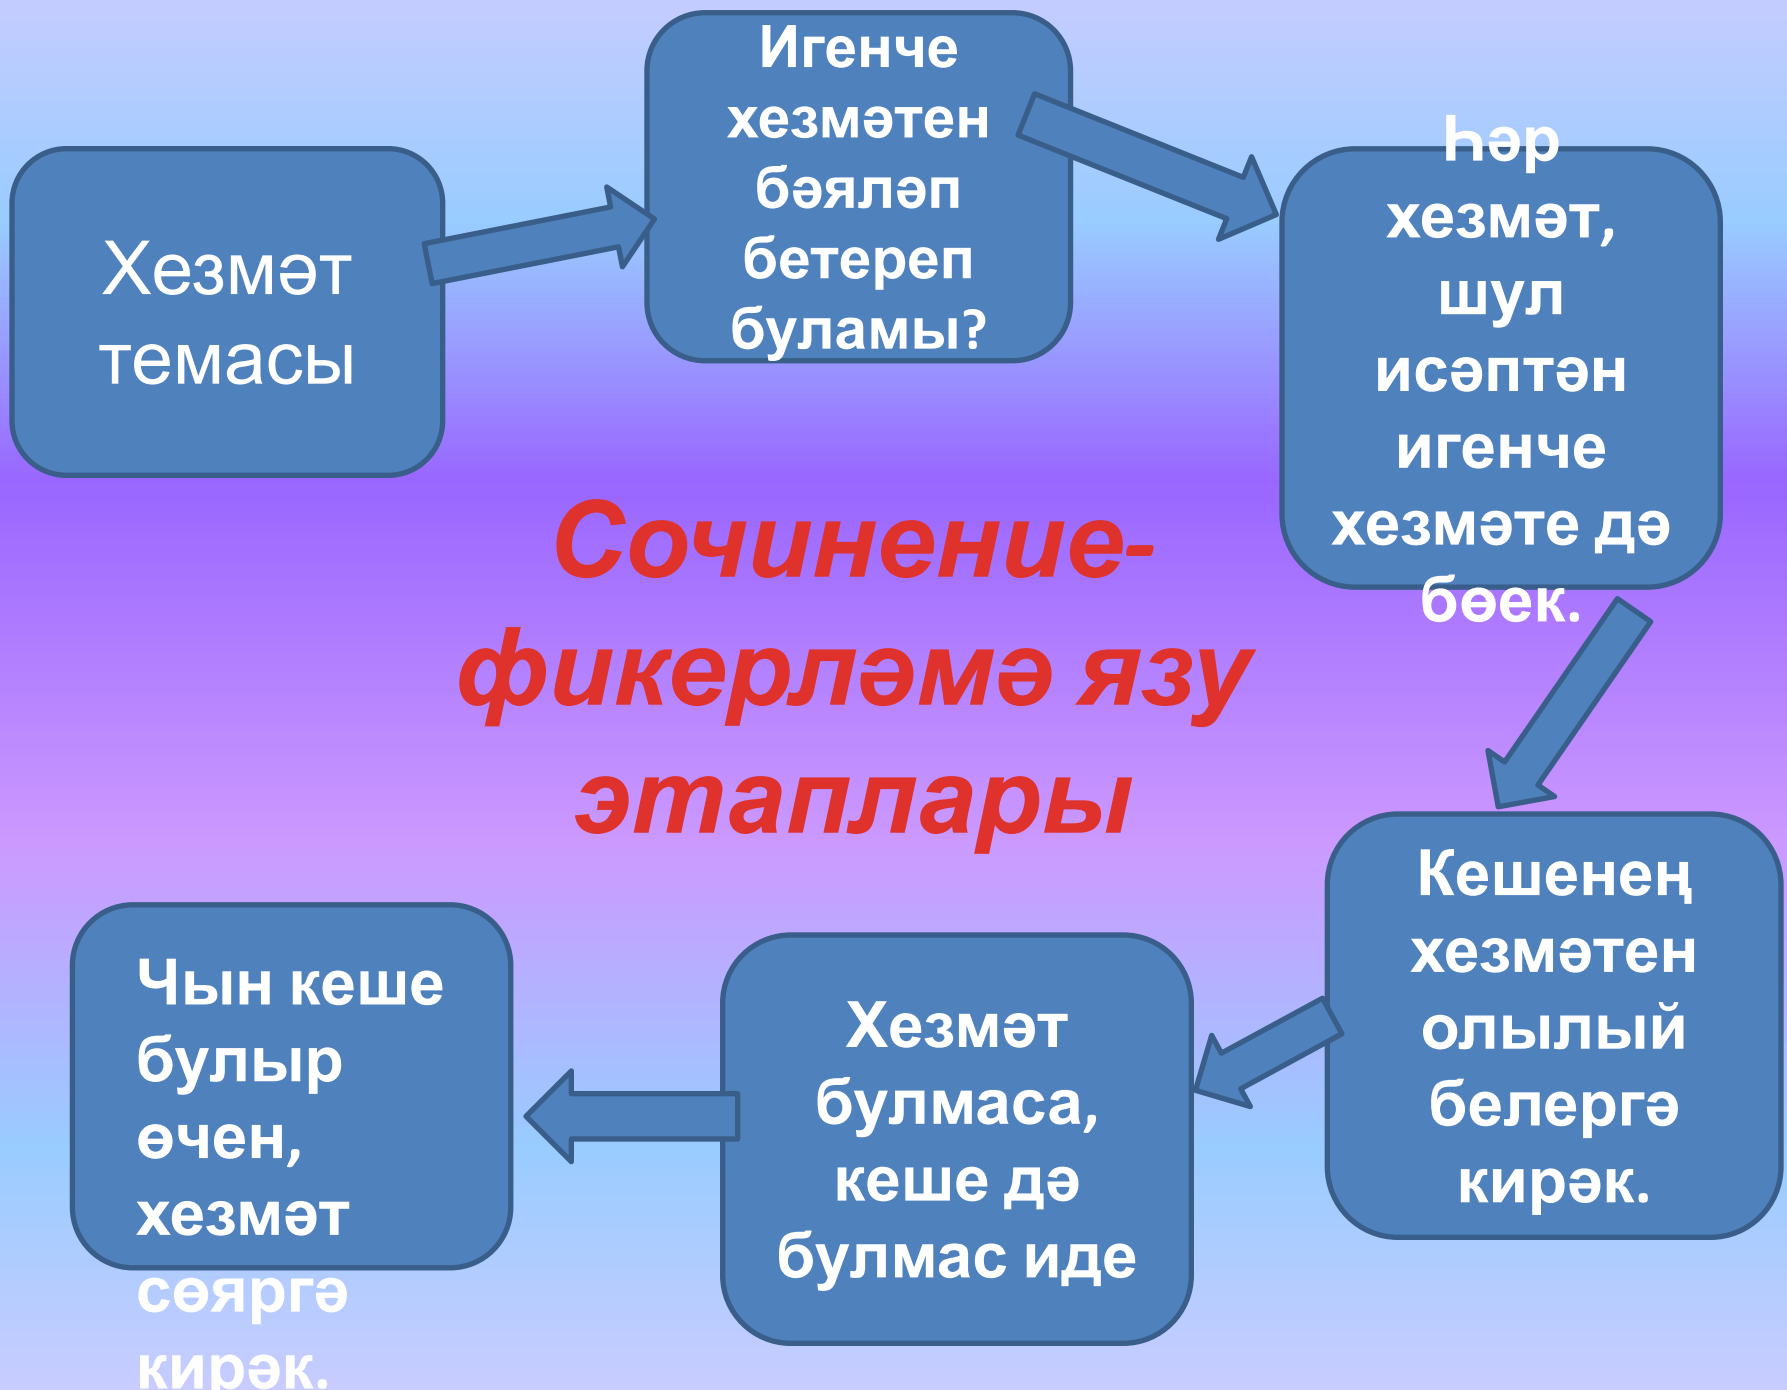 Хезмәт
темасы
Игенче
хезмәтен
бәяләп
бетереп
буламы?
Һәр
хезмәт,
шул
исәптән
игенче
хезмәте дә
бөек.
Сочинение-
фикерләмә язу
этаплары
Кешенең
хезмәтен
олылый
белергә
кирәк.
Хезмәт
булмаса,
кеше дә
булмас иде
Чын кеше
булыр
өчен,
хезмәт
сөяргә
кирәк.